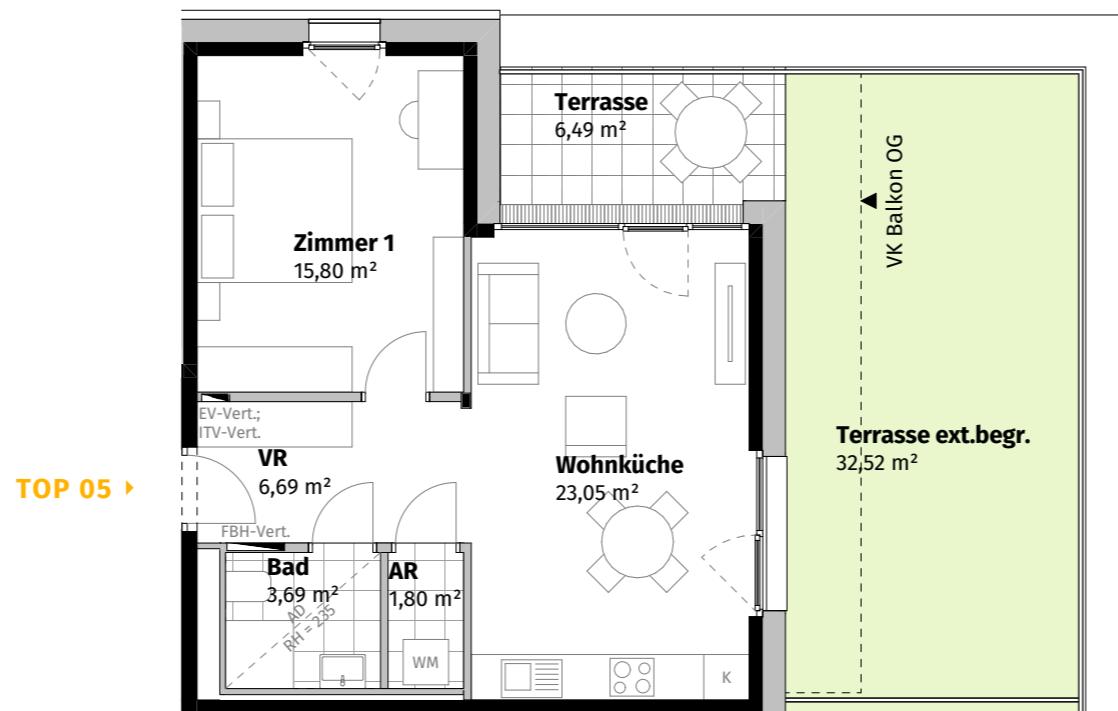 Terrasse
6,49 m²
VK Balkon OG
Zimmer 1
15,80 m²
EV-Vert.;
ITV-Vert.
VR
6,69 m²
TOP 05
FBH-Vert.
Wohnküche
23,05 m²
Terrasse ext.begr.
32,52 m²
Bad
3,69 m²
AD
RH = 235
AR
1,80 m²
WM
K